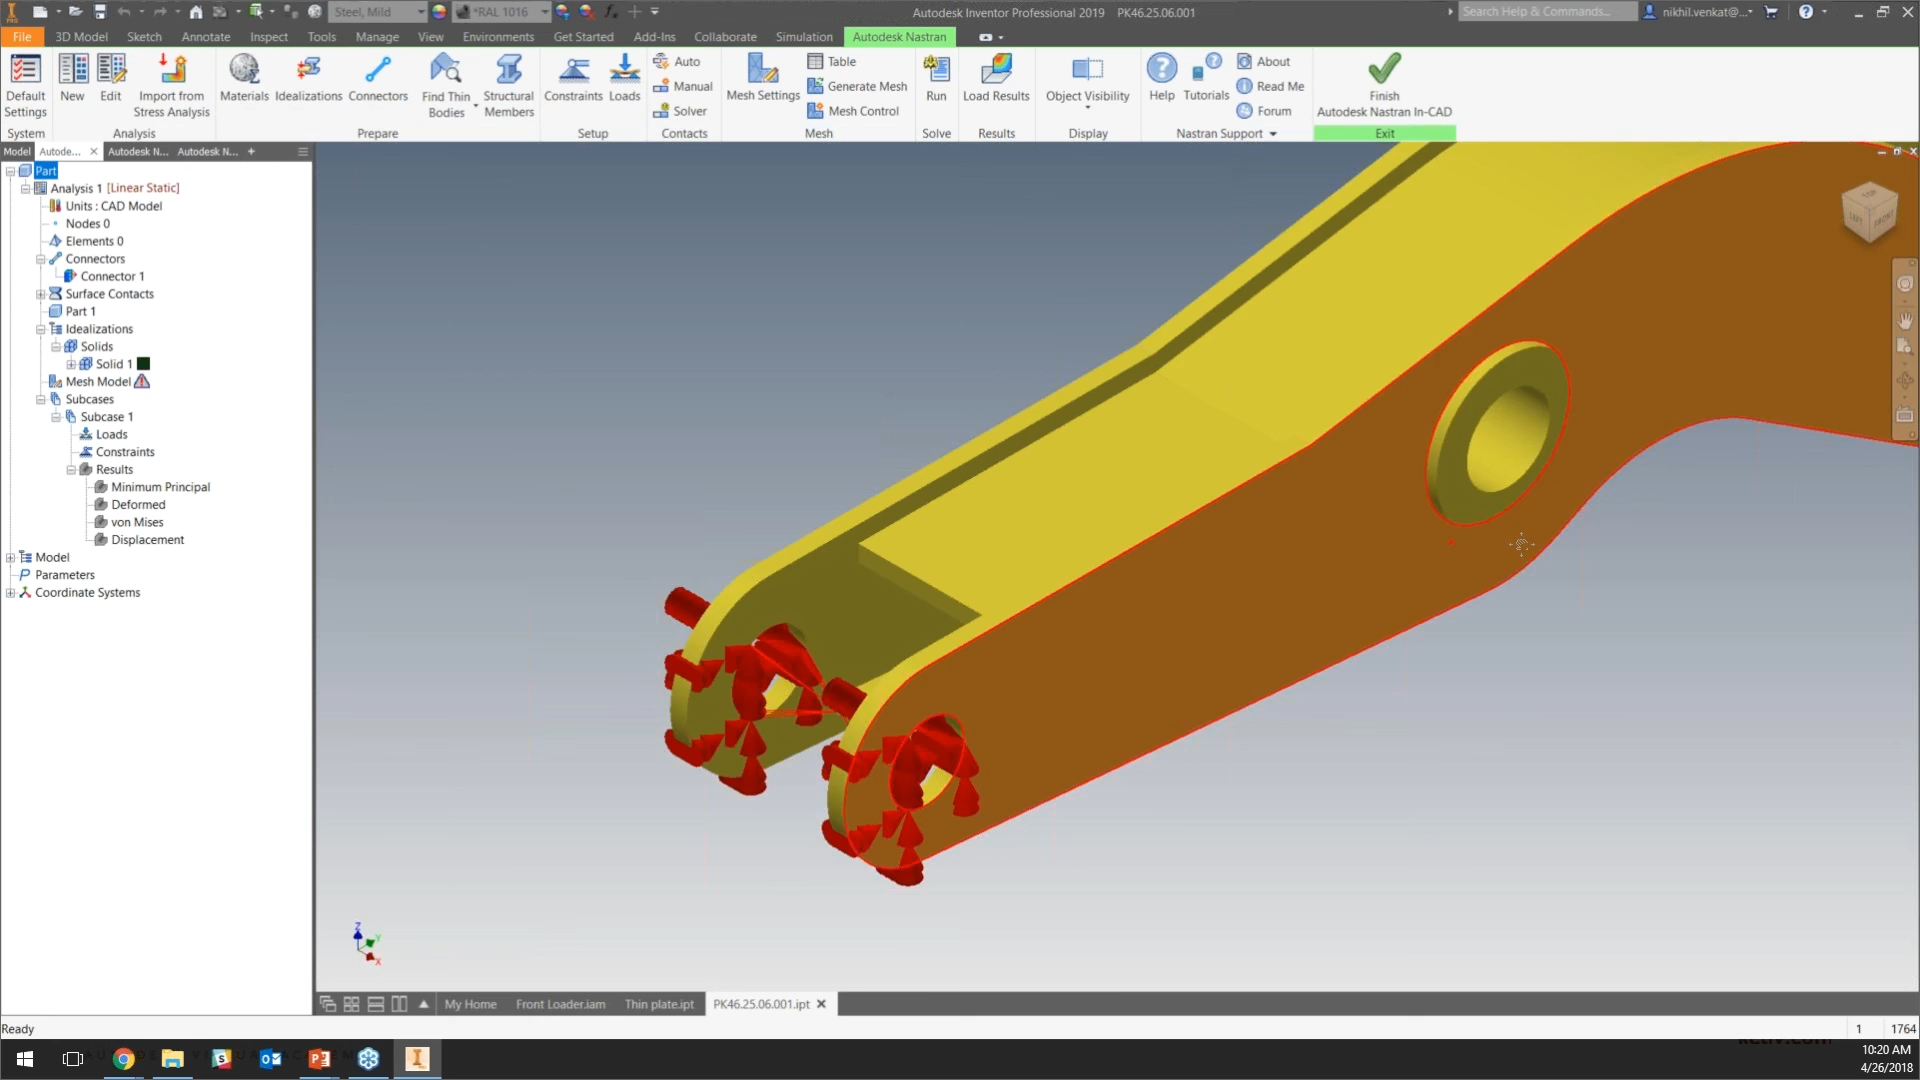 Steel, Mild
*RAL 1016
Autodesk Inventor Professional 2019 PK46.25.06.001
Search Help & Commands...
nikhil.venkat@...
File 3D Model Sketch Annotate Inspect Tools Manage View Environments Get Started Add-Ins Collaborate Simulation Autodesk Nastran
Default Settings
New
Edit
Import from Stress Analysis
Materials
Idealizations
Connectors
Find Thin Bodies
Structural Members
Constraints
Loads
Auto
Manual
Solver
Mesh Settings
Table
Generate Mesh
Mesh Control
Run
Load Results
Object Visibility
Help
Tutorials
About
Read Me
Forum
Finish
Autodesk Nastran In-CAD
System Analysis Prepare Setup Contacts Mesh Solve Results Display Nastran Support Exit
Model Autode... Autodesk N... Autodesk N...
Part
Analysis 1 [Linear Static]
Units : CAD Model
Nodes 0
Elements 0
Connectors
Connector 1
Surface Contacts
Part 1
Idealizations
Solids
Solid 1
Mesh Model
Subcases
Subcase 1
Loads
Constraints
Results
Minimum Principal
Deformed
von Mises
Displacement
Model
Parameters
Coordinate Systems
TOP
LEFT
FRONT
Z
Y
X
My Home Front Loader.iam Thin plate.ipt PK46.25.06.001.ipt
Ready
1 1764
10:20 AM
4/26/2018